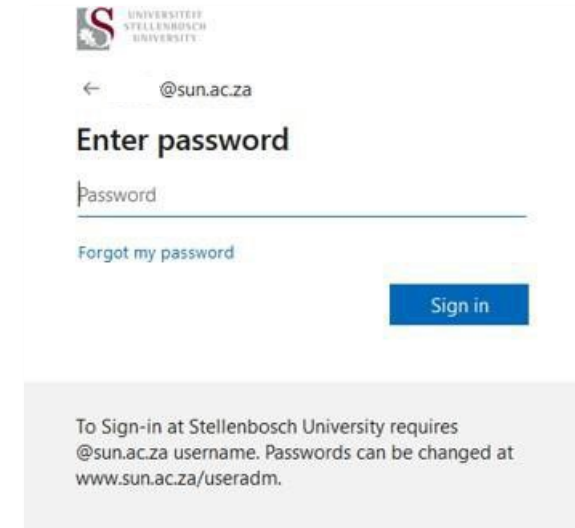 UNIVERSITEIT
STELLENBOSCH
UNIVERSITY
@sun.ac.za
Enter password
Password
Forgot my password
Sign in
To Sign-in at Stellenbosch University requires
@sun.ac.za username. Passwords can be changed at
www.sun.ac.za/useradm.